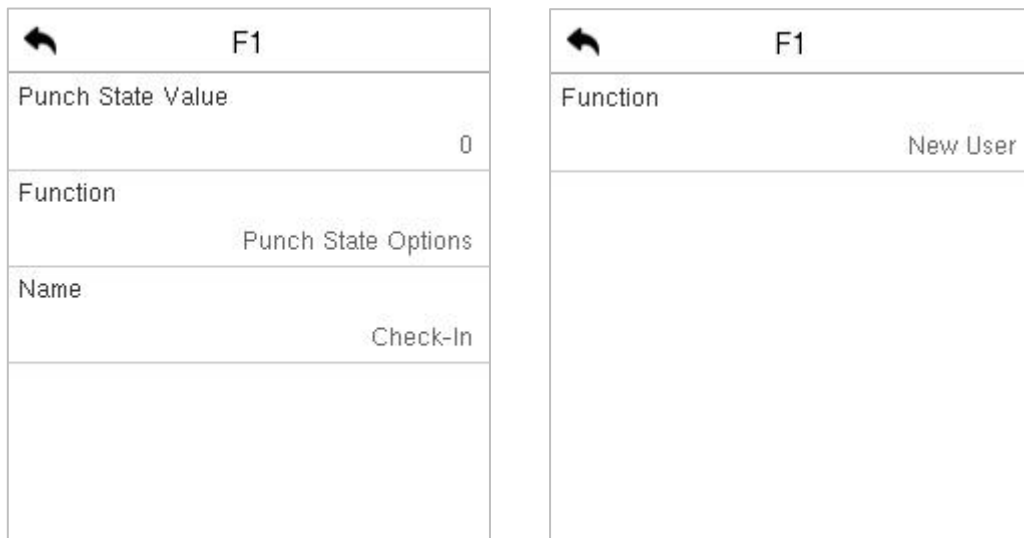 F1
Punch State Value
0
Function
Punch State Options
Name
Check-In
F1
Function
New User